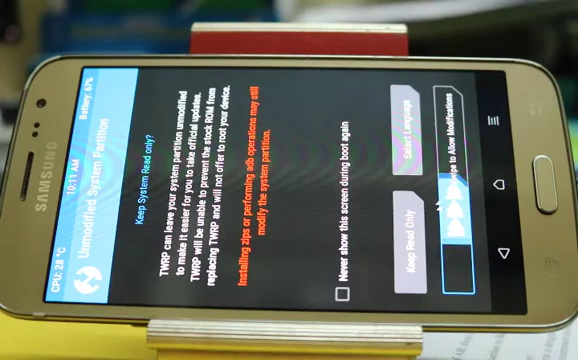 SAMSUNG
CPU: 28 °C
10:11 AM
Battery: 67%
Unmodified System Partition
Keep System Read only?
TWRP can leave your system partition unmodified
to make it easier for you to take official updates.
TWRP will be unable to prevent the stock ROM from
replacing TWRP and will not offer to root your device.
Installing zips or performing adb operations may still
modify the system partition.
Never show this screen during boot again
Keep Read Only
Select Language
to Allow Modifications